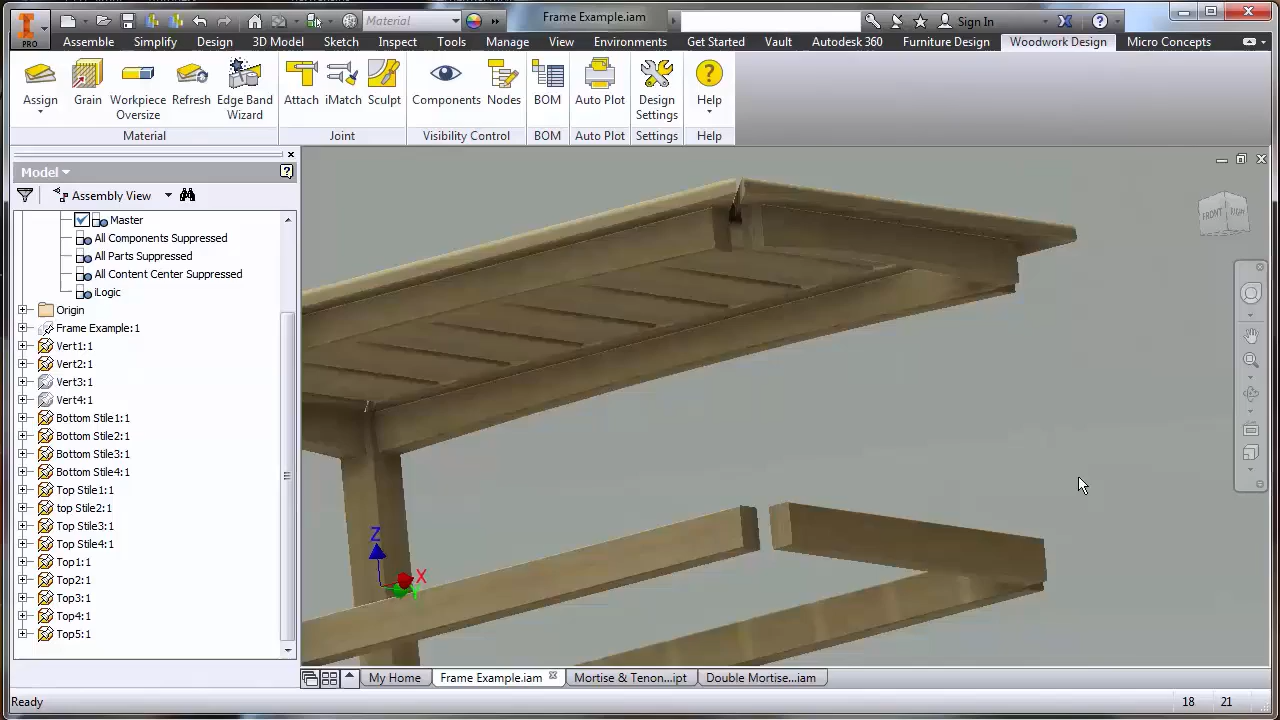 PRO
Material
Frame Example.iam
Sign In
Assemble Simplify Design 3D Model Sketch Inspect Tools Manage View Environments Get Started Vault Autodesk 360 Furniture Design Woodwork Design Micro Concepts
Assign Grain Workpiece Oversize Refresh Edge Band Wizard Attach iMatch Sculpt Components Nodes BOM Auto Plot Design Settings Help
Material Joint Visibility Control BOM Auto Plot Settings Help
Model
Assembly View
Master
All Components Suppressed
All Parts Suppressed
All Content Center Suppressed
iLogic
Origin
Frame Example:1
Vert1:1
Vert2:1
Vert3:1
Vert4:1
Bottom Stile1:1
Bottom Stile2:1
Bottom Stile3:1
Bottom Stile4:1
Top Stile1:1
top Stile2:1
Top Stile3:1
Top Stile4:1
Top1:1
Top2:1
Top3:1
Top4:1
Top5:1
FRONT RIGH
Z
X
Y
My Home Frame Example.iam Mortise & Tenon...ipt Double Mortise...iam
Ready 18 21